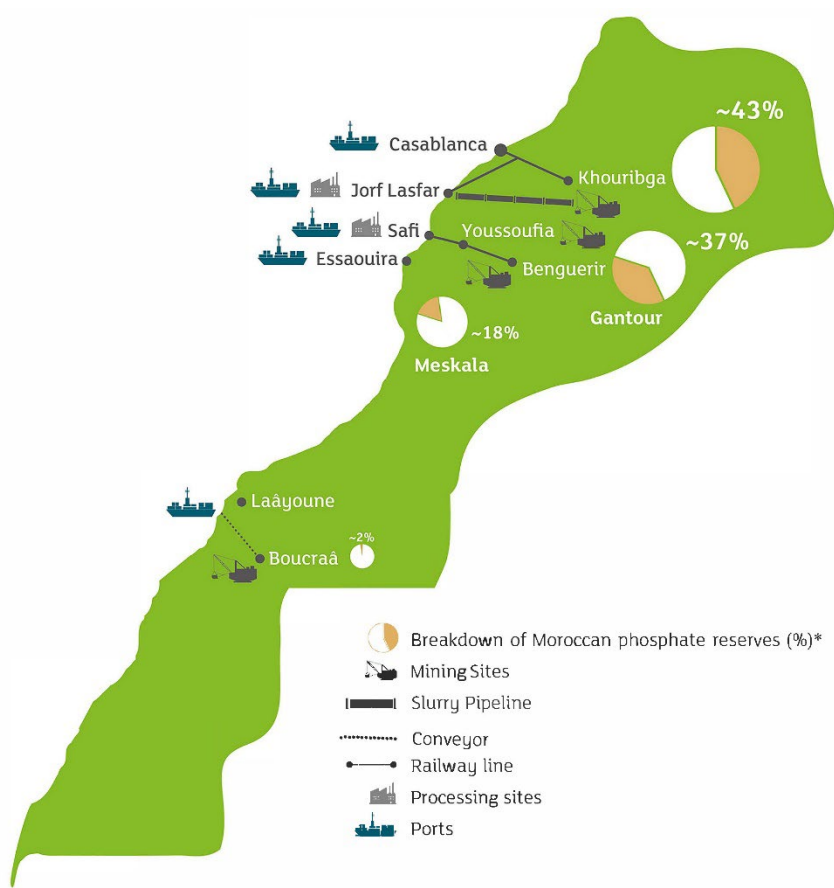 ~43%
Casablanca
Khouribga
Jorf Lasfar
Safi
Youssoufia
~37%
Essaouira
Benguerir
Gantour
~18%
Meskala
Laâyoune
~2%
Boucraâ
Breakdown of Moroccan phosphate reserves (%)*
Mining Sites
Slurry Pipeline
Conveyor
Railway line
Processing sites
Ports